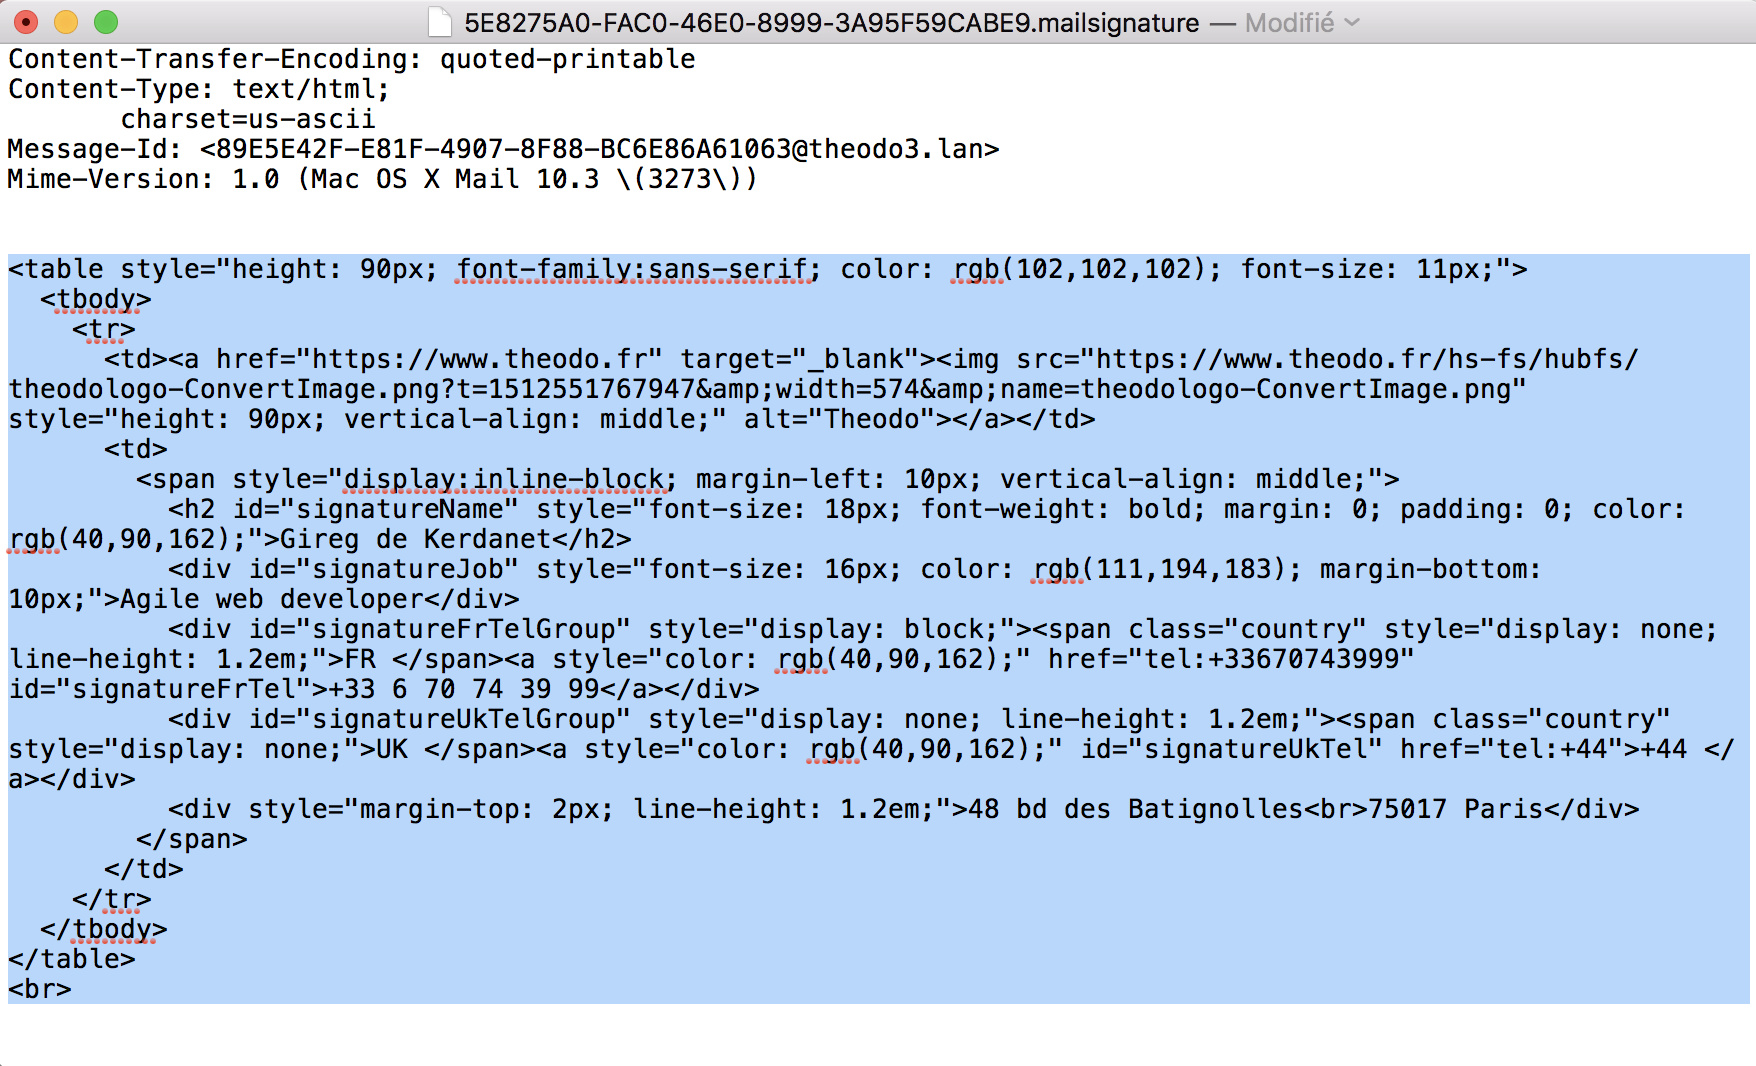 5E8275A0-FAC0-46E0-8999-3A95F59CABE9.mailsignature — Modifié
Content-Transfer-Encoding: quoted-printable
Content-Type: text/html;
       charset=us-ascii
Message-Id: <89E5E42F-E81F-4907-8F88-BC6E86A61063@theodo3.lan>
Mime-Version: 1.0 (Mac OS X Mail 10.3 \(3273\))
<table style="height: 90px; font-family:sans-serif; color: rgb(102,102,102); font-size: 11px;">
  <tbody>
    <tr>
      <td><a href="https://www.theodo.fr" target="_blank"><img src="https://www.theodo.fr/hs-fs/hubfs/
theodologo-ConvertImage.png?t=1512551767947&amp;width=574&amp;name=theodologo-ConvertImage.png"
style="height: 90px; vertical-align: middle;" alt="Theodo"></a></td>
      <td>
        <span style="display:inline-block; margin-left: 10px; vertical-align: middle;">
          <h2 id="signatureName" style="font-size: 18px; font-weight: bold; margin: 0; padding: 0; color:
rgb(40,90,162);">Gireg de Kerdanet</h2>
          <div id="signatureJob" style="font-size: 16px; color: rgb(111,194,183); margin-bottom:
10px;">Agile web developer</div>
          <div id="signatureFrTelGroup" style="display: block;"><span class="country" style="display: none;
line-height: 1.2em;">FR </span><a style="color: rgb(40,90,162);" href="tel:+33670743999"
id="signatureFrTel">+33 6 70 74 39 99</a></div>
          <div id="signatureUkTelGroup" style="display: none; line-height: 1.2em;"><span class="country"
style="display: none;">UK </span><a style="color: rgb(40,90,162);" id="signatureUkTel" href="tel:+44">+44 </
a></div>
          <div style="margin-top: 2px; line-height: 1.2em;">48 bd des Batignolles<br>75017 Paris</div>
        </span>
      </td>
    </tr>
  </tbody>
</table>
<br>